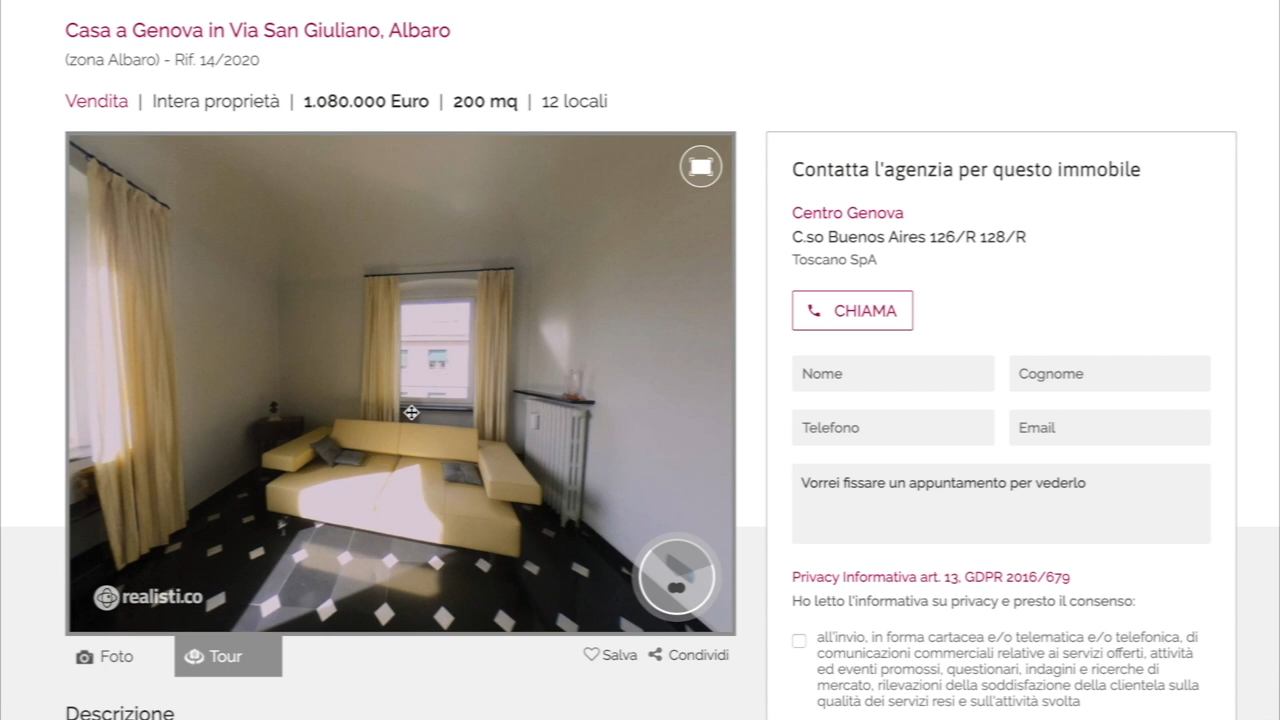 Casa a Genova in Via San Giuliano, Albaro
(zona Albaro) - Rif. 14/2020
Vendita | Intera proprietà | 1.080.000 Euro | 200 mq | 12 locali
realisti.co
Foto
Tour
Salva
Condividi
Descrizione
Contatta l'agenzia per questo immobile
Centro Genova
C.so Buenos Aires 126/R 128/R
Toscano SpA
CHIAMA
Nome
Cognome
Telefono
Email
Vorrei fissare un appuntamento per vederlo
Privacy Informativa art. 13, GDPR 2016/679
Ho letto l'informativa su privacy e presto il consenso:
all'invio, in forma cartacea e/o telematica e/o telefonica, di
comunicazioni commerciali relative ai servizi offerti, attività
ed eventi promossi, questionari, indagini e ricerche di
mercato, rilevazioni della soddisfazione della clientela sulla
qualità dei servizi resi e sull'attività svolta